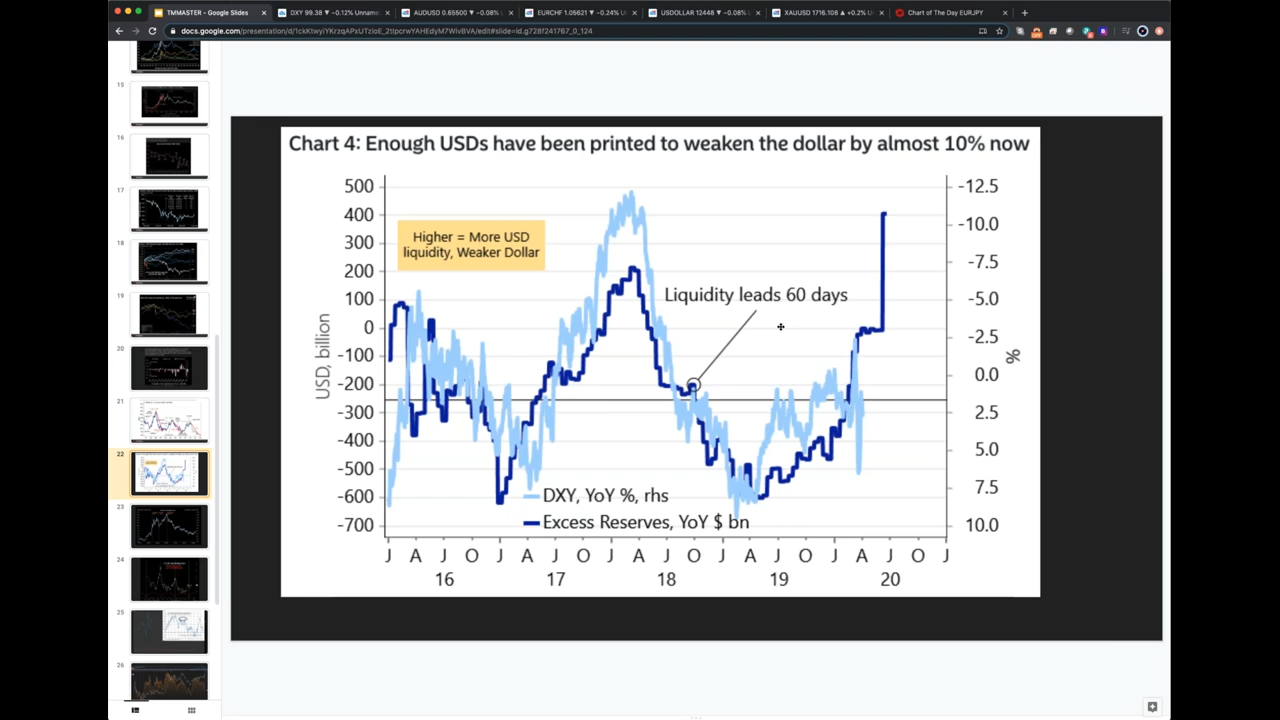 TMMASTER - Google Slides
DXY 99.38 ▼ −0.12% Unnam
AUDUSD 0.65500 ▼ −0.08%
EURCHF 1.05621 ▼ −0.24% U
USDOLLAR 12448 ▼ −0.08%
XAUUSD 1716.108 ▲ +0.2% U
Chart of The Day EURJPY
15
16
17
18
19
20
21
22
23
24
25
26
Chart 4: Enough USDs have been printed to weaken the dollar by almost 10% now
500
400
300
200
100
0
-100
-200
-300
-400
-500
-600
-700
USD, billion
Higher = More USD
liquidity, Weaker Dollar
Liquidity leads 60 days
-12.5
-10.0
-7.5
-5.0
-2.5
0.0
2.5
5.0
7.5
10.0
%
DXY, YoY %, rhs
Excess Reserves, YoY $ bn
J A J O J A J O J A J O J A J O J A J O J
16 17 18 19 20